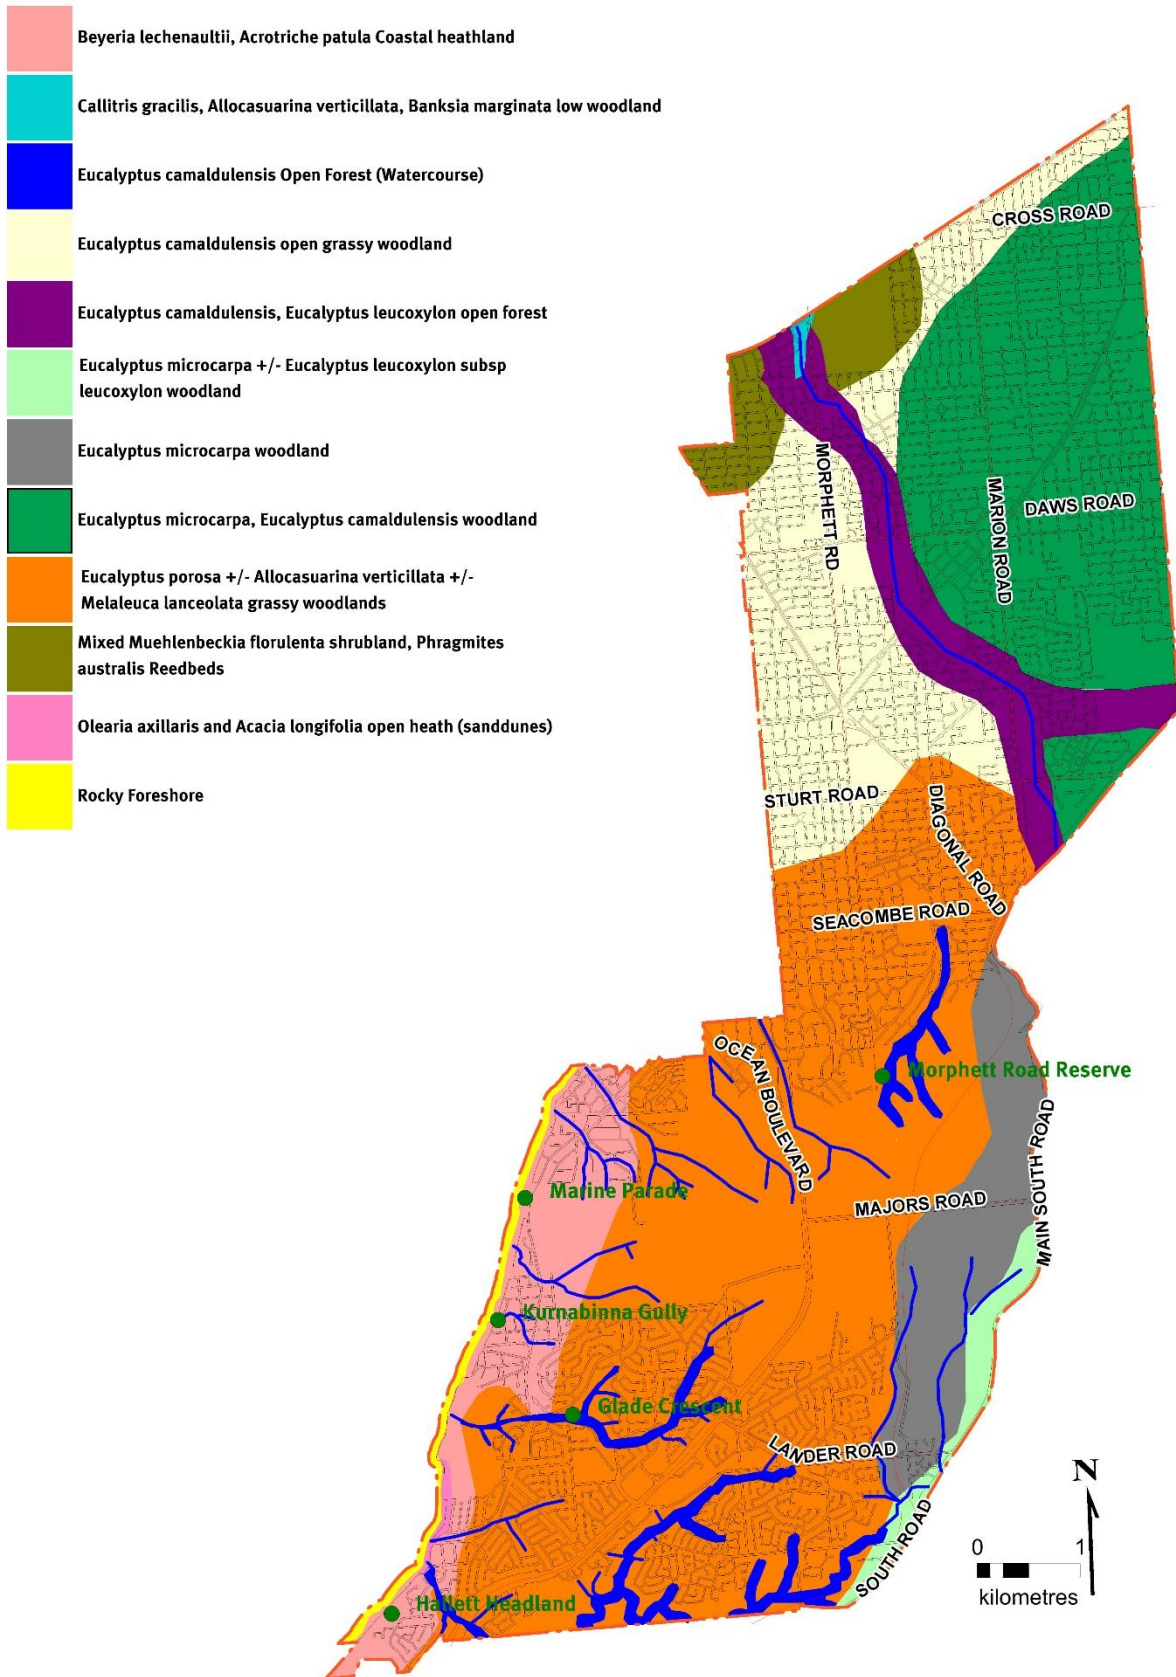 Beyeria lechenaultii, Acrotriche patula Coastal heathland
Callitris gracilis, Allocasuarina verticillata, Banksia marginata low woodland
Eucalyptus camaldulensis Open Forest (Watercourse)
Eucalyptus camaldulensis open grassy woodland
Eucalyptus camaldulensis, Eucalyptus leucoxylon open forest
Eucalyptus microcarpa +/- Eucalyptus leucoxylon subsp
leucoxylon woodland
Eucalyptus microcarpa woodland
Eucalyptus microcarpa, Eucalyptus camaldulensis woodland
Eucalyptus porosa +/- Allocasuarina verticillata +/-
Melaleuca lanceolata grassy woodlands
Mixed Muehlenbeckia florulenta shrubland, Phragmites
australis Reedbeds
Olearia axillaris and Acacia longifolia open heath (sanddunes)
Rocky Foreshore
CROSS ROAD
MORPHETT RD
MARION ROAD
DAWS ROAD
STURT ROAD
DIAGONAL ROAD
SEACOMBE ROAD
OCEAN BOULEVARD
Morphett Road Reserve
MAIN SOUTH ROAD
Marine Parade
MAJORS ROAD
Kurnabinna Gully
Glade Crescent
LANDER ROAD
SOUTH ROAD
Hallett Headland
N
0 1
kilometres